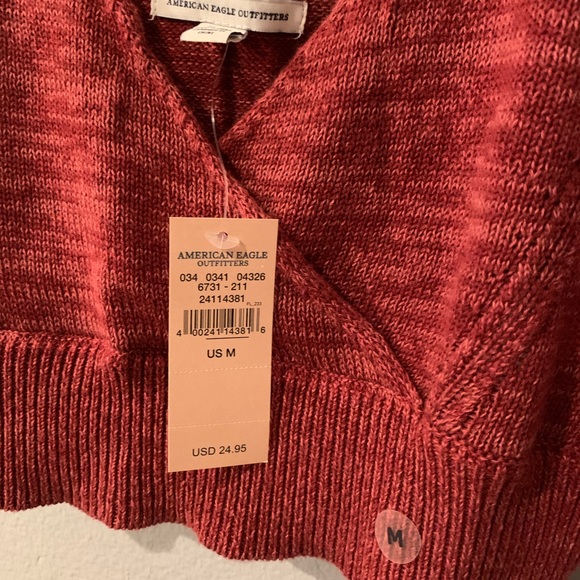 AMERICAN EAGLE OUTFITTERS
AMERICAN EAGLE
OUTFITTERS
034 0341 04326
6731 - 211
24114381
FL_233
4 00241 14381 6
US M
USD 24.95
M